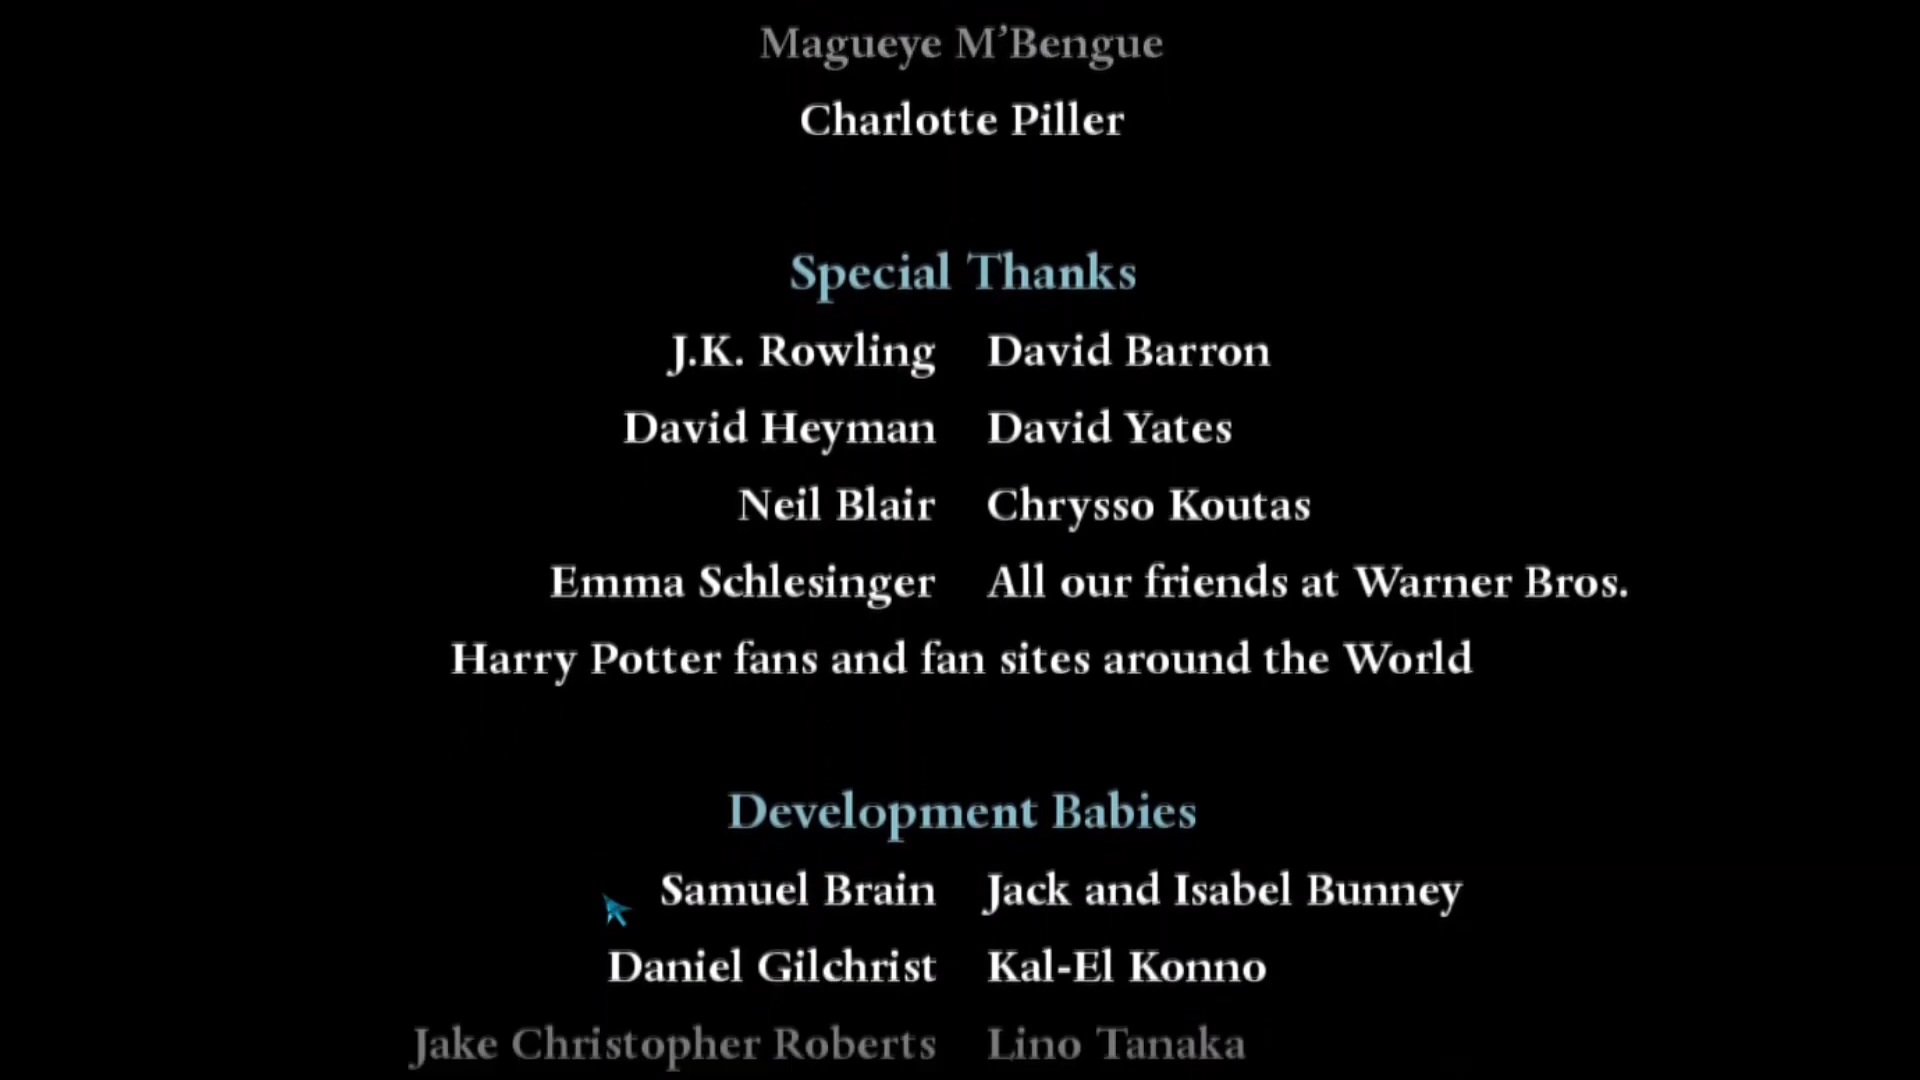 Magueye M’Bengue
Charlotte Piller
Special Thanks
J.K. Rowling David Barron
David Heyman David Yates
Neil Blair Chrysso Koutas
Emma Schlesinger All our friends at Warner Bros.
Harry Potter fans and fan sites around the World
Development Babies
Samuel Brain Jack and Isabel Bunney
Daniel Gilchrist Kal-El Konno
Jake Christopher Roberts Lino Tanaka